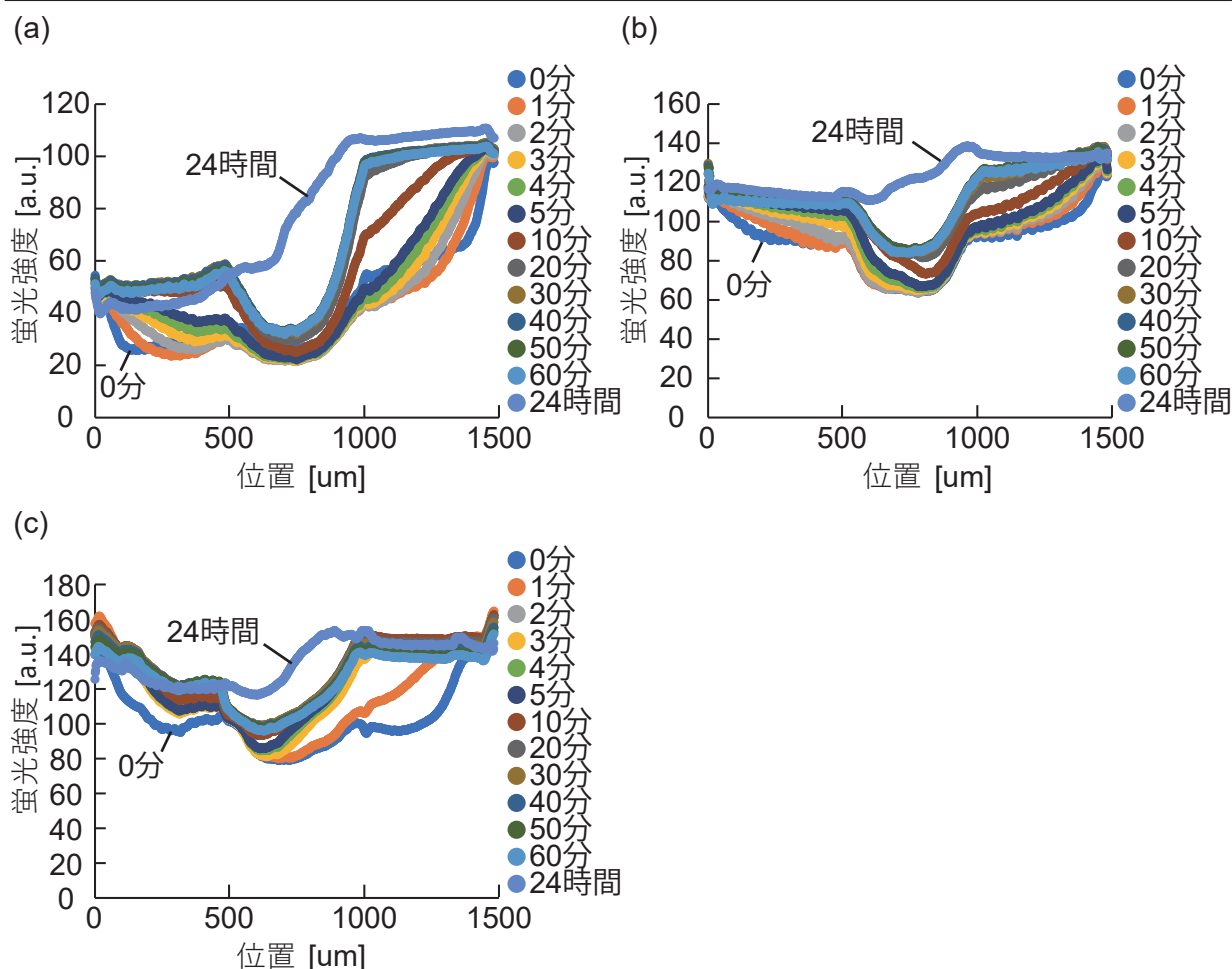 (a)
120
100
80
60
40
20
0
蛍光強度 [a.u.]
24時間
0分
0
500
1000
1500
位置 [um]
0分
1分
2分
3分
4分
5分
10分
20分
30分
40分
50分
60分
24時間
(b)
160
140
120
100
80
60
40
20
0
蛍光強度 [a.u.]
24時間
0分
0
500
1000
1500
位置 [um]
0分
1分
2分
3分
4分
5分
10分
20分
30分
40分
50分
60分
24時間
(c)
180
160
140
120
100
80
60
40
20
0
蛍光強度 [a.u.]
24時間
0分
0
500
1000
1500
位置 [um]
0分
1分
2分
3分
4分
5分
10分
20分
30分
40分
50分
60分
24時間